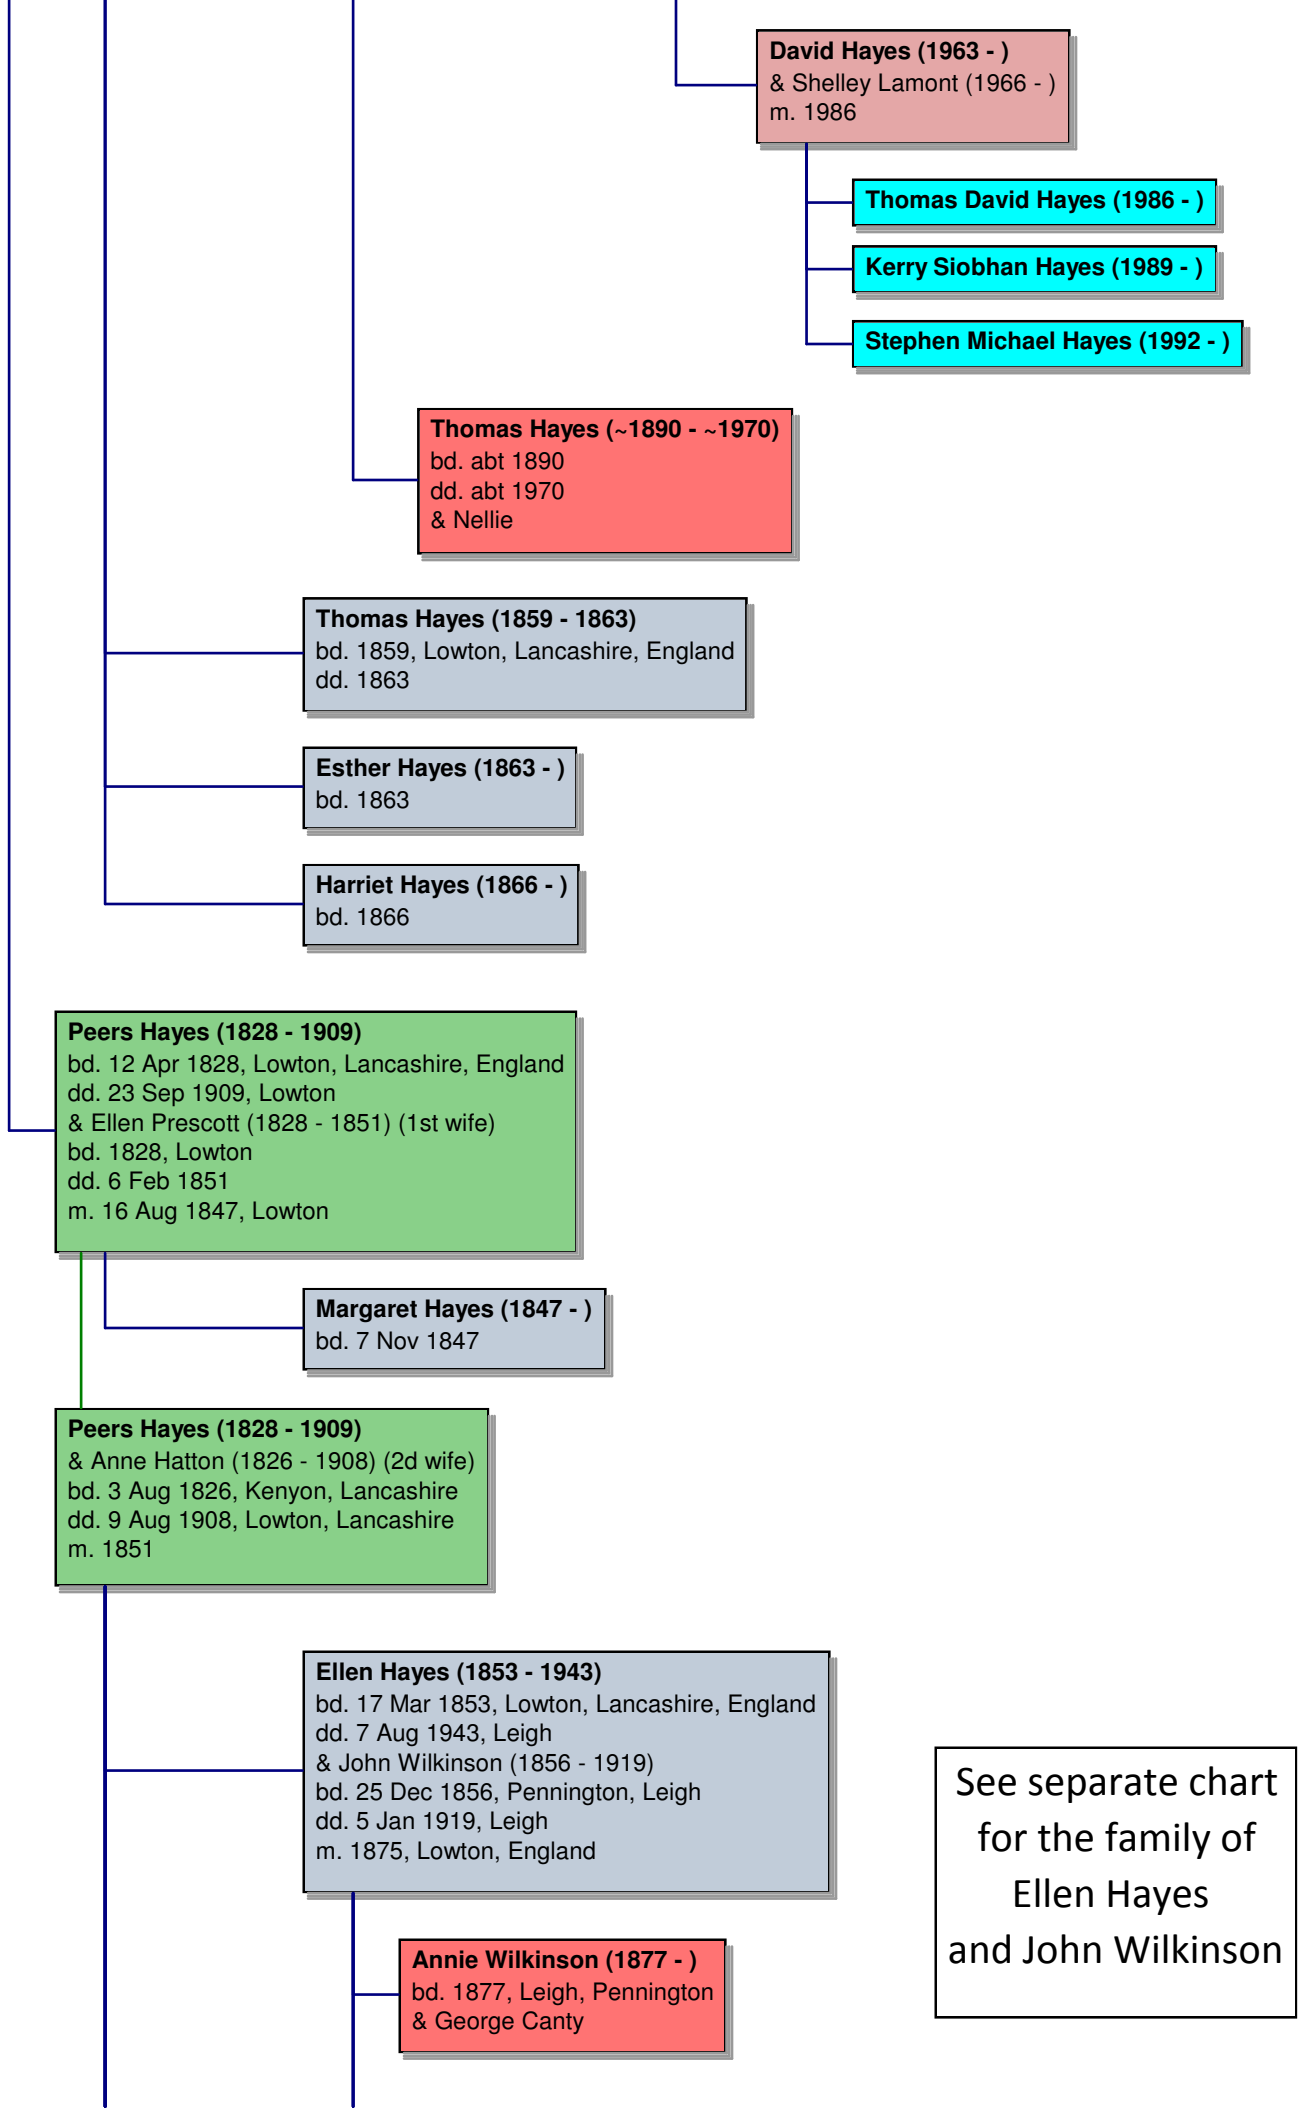 David Hayes (1963 - )
& Shelley Lamont (1966 - )
m. 1986
Thomas David Hayes (1986 - )
Kerry Siobhan Hayes (1989 - )
Stephen Michael Hayes (1992 - )
Thomas Hayes (~1890 - ~1970)
bd. abt 1890
dd. abt 1970
& Nellie
Thomas Hayes (1859 - 1863)
bd. 1859, Lowton, Lancashire, England
dd. 1863
Esther Hayes (1863 - )
bd. 1863
Harriet Hayes (1866 - )
bd. 1866
Peers Hayes (1828 - 1909)
bd. 12 Apr 1828, Lowton, Lancashire, England
dd. 23 Sep 1909, Lowton
& Ellen Prescott (1828 - 1851) (1st wife)
bd. 1828, Lowton
dd. 6 Feb 1851
m. 16 Aug 1847, Lowton
Margaret Hayes (1847 - )
bd. 7 Nov 1847
Peers Hayes (1828 - 1909)
& Anne Hatton (1826 - 1908) (2d wife)
bd. 3 Aug 1826, Kenyon, Lancashire
dd. 9 Aug 1908, Lowton, Lancashire
m. 1851
Ellen Hayes (1853 - 1943)
bd. 17 Mar 1853, Lowton, Lancashire, England
dd. 7 Aug 1943, Leigh
& John Wilkinson (1856 - 1919)
bd. 25 Dec 1856, Pennington, Leigh
dd. 5 Jan 1919, Leigh
m. 1875, Lowton, England
See separate chart
for the family of
Ellen Hayes
and John Wilkinson
Annie Wilkinson (1877 - )
bd. 1877, Leigh, Pennington
& George Canty